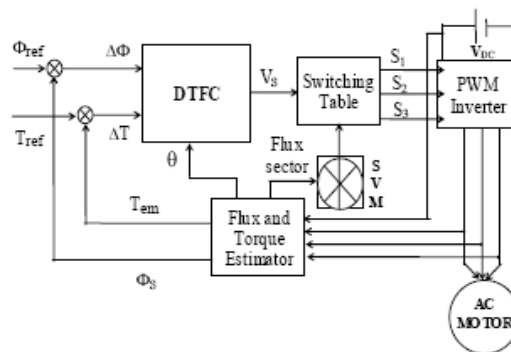 Φref
ΔΦ
DTFC
VS
Switching
Table
S1
S2
S3
VDC
PWM
Inverter
Tref
ΔT
θ
Flux
sector
S
V
M
Tem
Flux and
Torque
Estimator
ΦS
AC
MOTOR